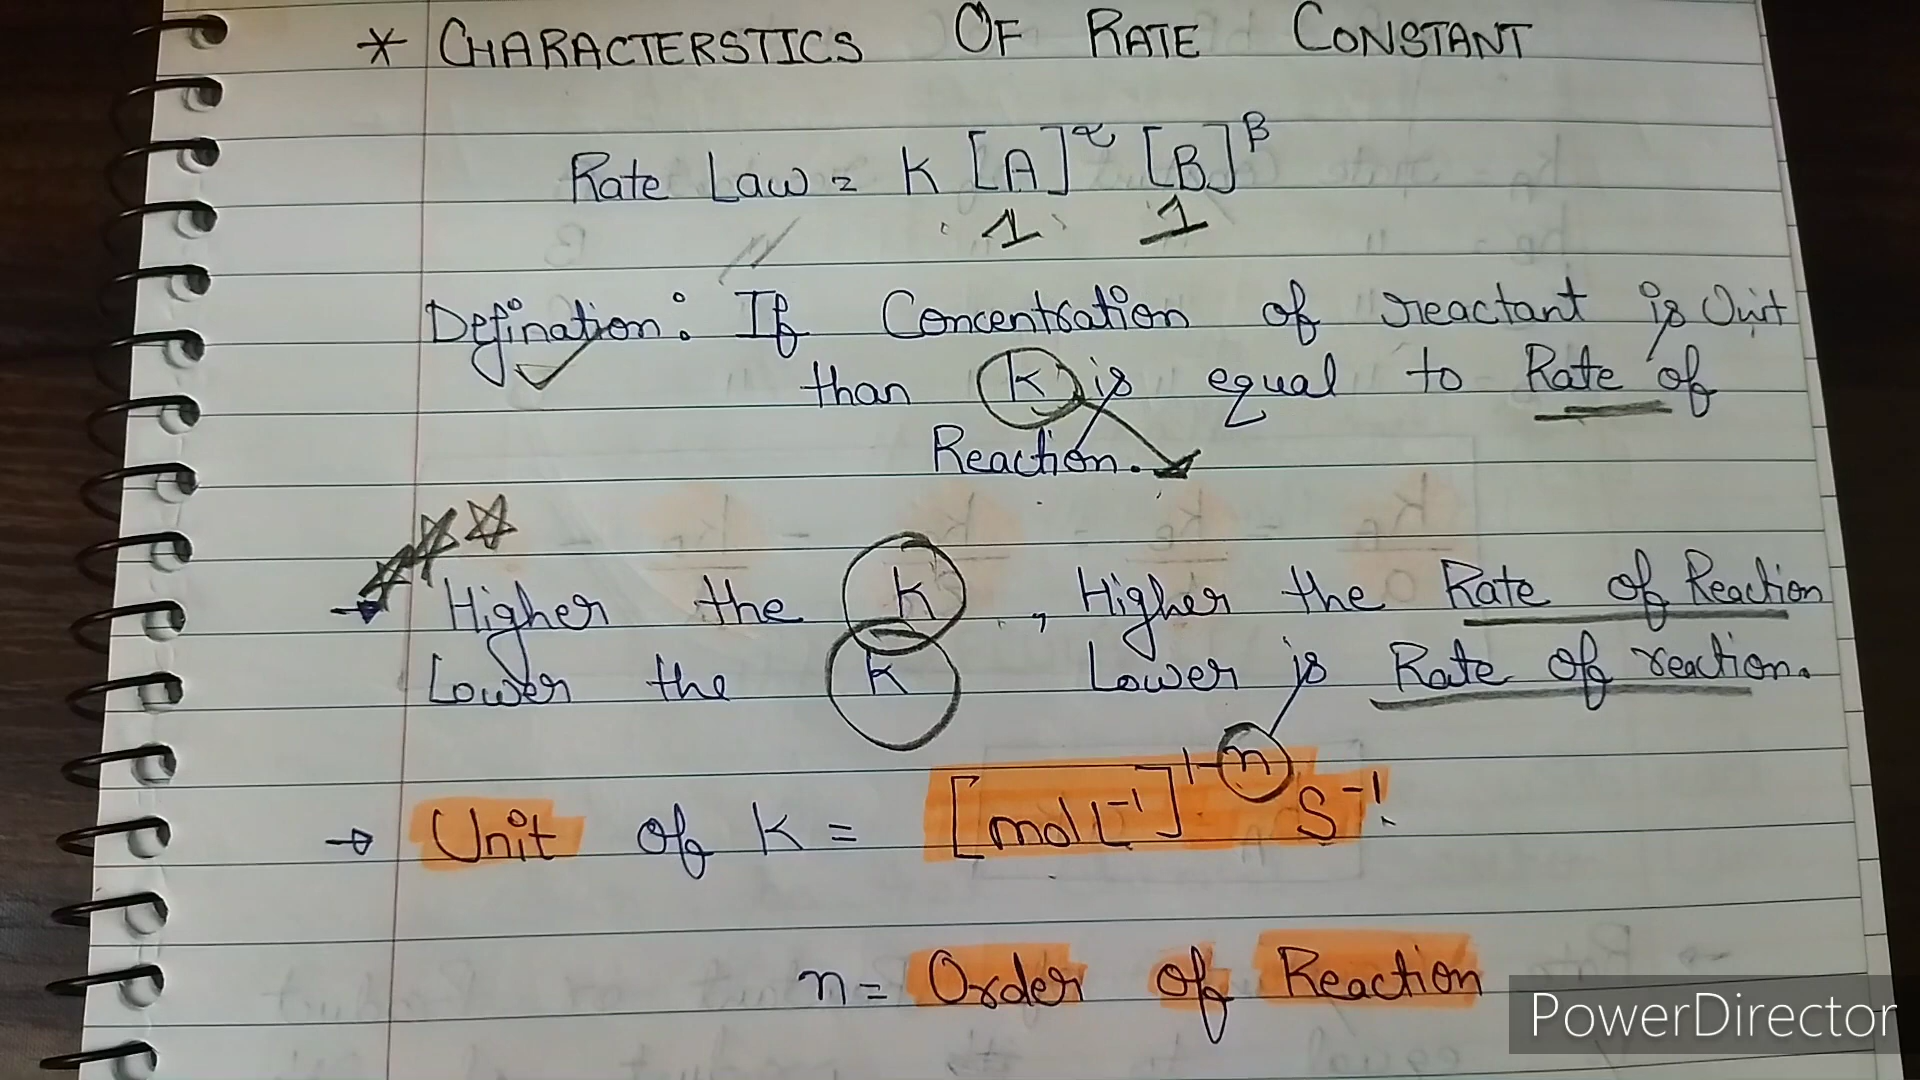 * CHARACTERSTICS OF RATE CONSTANT
Rate Law = K [A]^α [B]^β
1 1
Defination: If Concentration of reactant is Unit
than K is equal to Rate of
Reaction.
→ Higher the K, Higher the Rate of Reaction
Lower the K Lower is Rate of reaction.
→ Unit of K = [mol L⁻¹]^1-n S⁻¹
n = Order of Reaction
PowerDirector